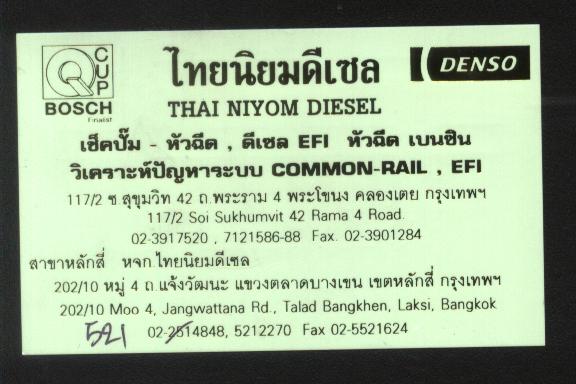 Q CUP
BOSCH
finalist
ไทยนิยมดีเซล
DENSO
THAI NIYOM DIESEL
เช็คปั๊ม - หัวฉีด , ดีเซล EFI หัวฉีด เบนซิน
วิเคราะห์ปัญหาระบบ COMMON-RAIL , EFI
117/2 ซ.สุขุมวิท 42 ถ.พระราม 4 พระโขนง คลองเตย กรุงเทพฯ
117/2 Soi Sukhumvit 42 Rama 4 Road.
02-3917520 , 7121586-88 Fax. 02-3901284
สาขาหลักสี่ หจก.ไทยนิยมดีเซล
202/10 หมู่ 4 ถ.แจ้งวัฒนะ แขวงตลาดบางเขน เขตหลักสี่ กรุงเทพฯ
202/10 Moo 4, Jangwattana Rd., Talad Bangkhen, Laksi, Bangkok
521 02-2514848, 5212270 Fax 02-5521624